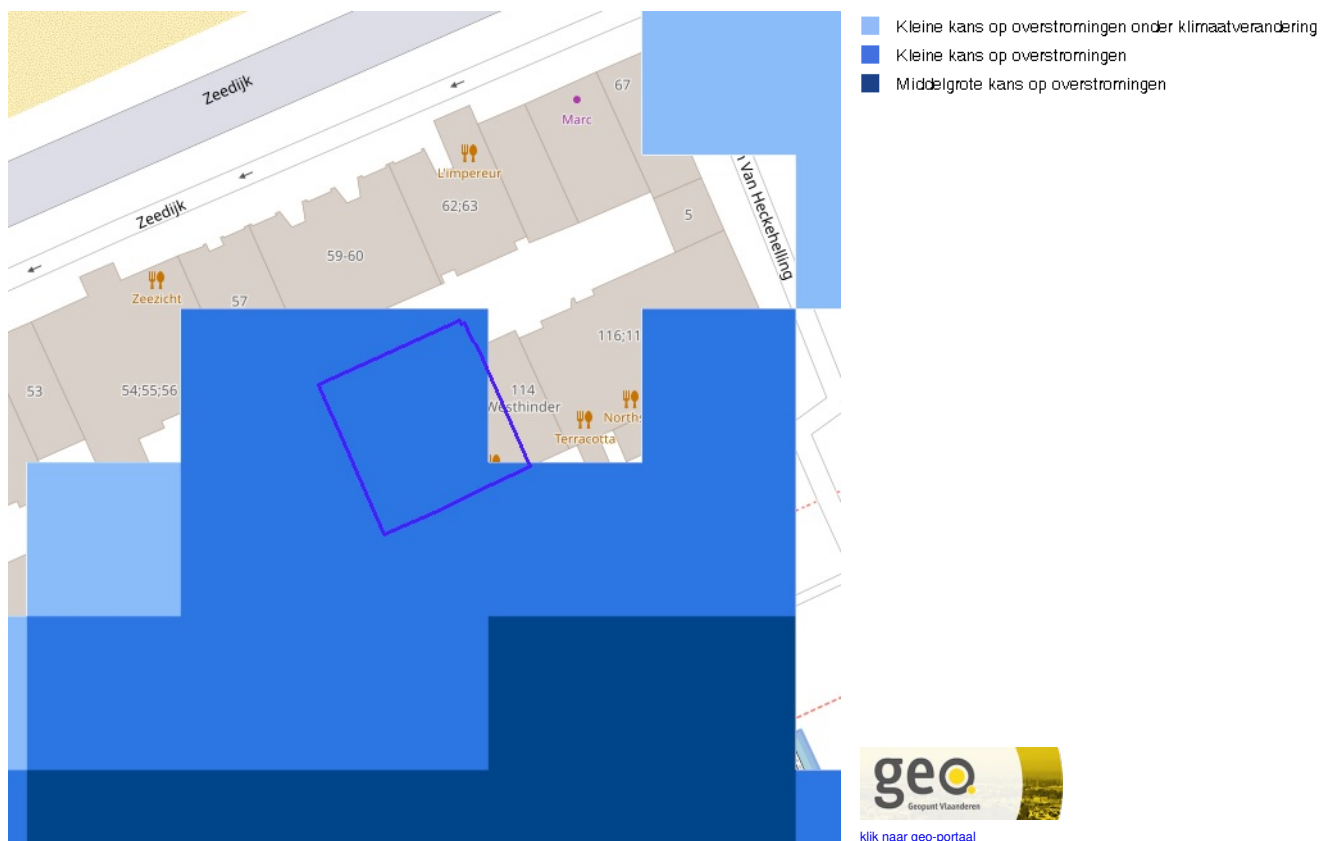 Kleine kans op overstromingen onder klimaatverandering
Kleine kans op overstromingen
Middelgrote kans op overstromingen
Zeedijk
67
Marc
L'impereur
62;63
Zeedijk
5
n Van Heckehelling
59-60
Zeezicht
57
116;11
53
54;55;56
114
Westhinder
Norths
Terracotta
geo
Geopunt Vlaanderen
klik naar geo-portaal